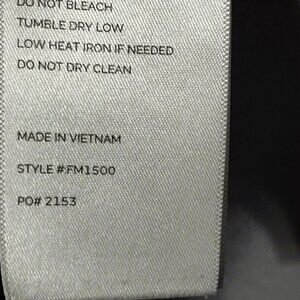 DO NOT BLEACH
TUMBLE DRY LOW
LOW HEAT IRON IF NEEDED
DO NOT DRY CLEAN
MADE IN VIETNAM
STYLE #:FM1500
PO# 2153